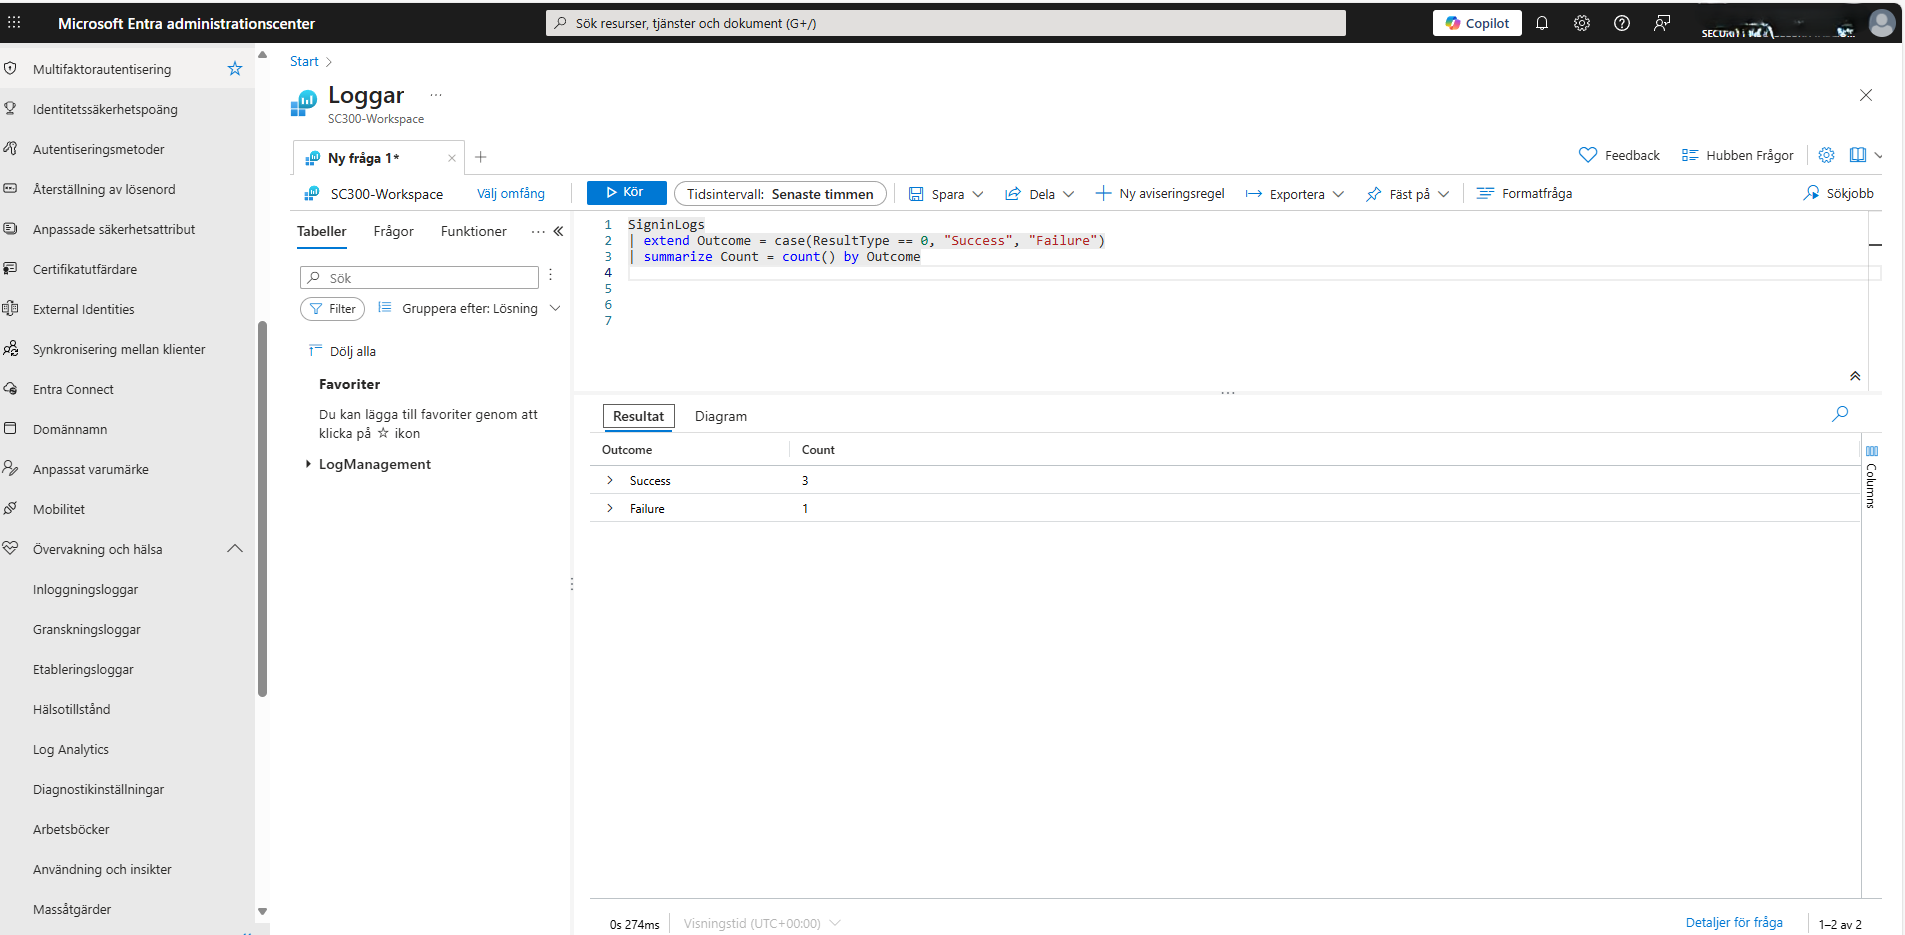 Microsoft Entra administrationscenter
Sök resurser, tjänster och dokument (G+/)
Copilot
Multifaktorautentisering
Identitetssäkerhetspoäng
Autentiseringsmetoder
Återställning av lösenord
Anpassade säkerhetsattribut
Certifikatutfärdare
External Identities
Synkronisering mellan klienter
Entra Connect
Domännamn
Anpassat varumärke
Mobilitet
Övervakning och hälsa
Inloggningsloggar
Granskningsloggar
Etableringsloggar
Hälsotillstånd
Log Analytics
Diagnostikinställningar
Arbetsböcker
Användning och insikter
Massåtgärder
Start
Loggar
SC300-Workspace
Ny fråga 1*
Feedback
Hubben Frågor
SC300-Workspace
Välj omfång
Kör
Tidsintervall: Senaste timmen
Spara
Dela
Ny aviseringsregel
Exportera
Fäst på
Formatfråga
Sökjobb
Tabeller
Frågor
Funktioner
Sök
Filter
Gruppera efter: Lösning
Dölj alla
Favoriter
Du kan lägga till favoriter genom att
klicka på ☆ ikon
LogManagement
1 SigninLogs
2 | extend Outcome = case(ResultType == 0, "Success", "Failure")
3 | summarize Count = count() by Outcome
4
5
6
7
Resultat
Diagram
Outcome Count
Success 3
Failure 1
Columns
0s 274ms
Visningstid (UTC+00:00)
Detaljer för fråga
1–2 av 2